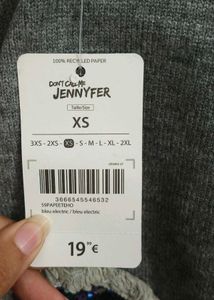 100% RECYCLED PAPER
DON'T CALL ME
JENNYFER
Taille/Size
XS
3XS - 2XS - XS - S - M - L - XL - 2XL
3666545546532
S9PAPEETEHO
bleu electric / bleu electric
19,99€